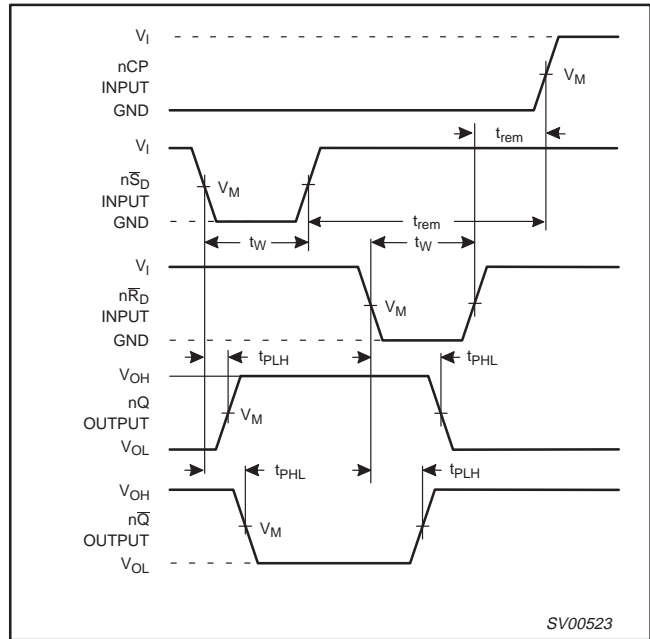 V_I
nCP
INPUT
GND
V_M
t_rem
V_I
nS̅_D
INPUT
GND
V_M
t_W
t_rem
t_W
V_I
nR̅_D
INPUT
GND
V_M
t_PLH
t_PHL
V_OH
nQ
OUTPUT
V_OL
V_M
t_PHL
t_PLH
V_OH
nQ̅
OUTPUT
V_OL
V_M
SV00523